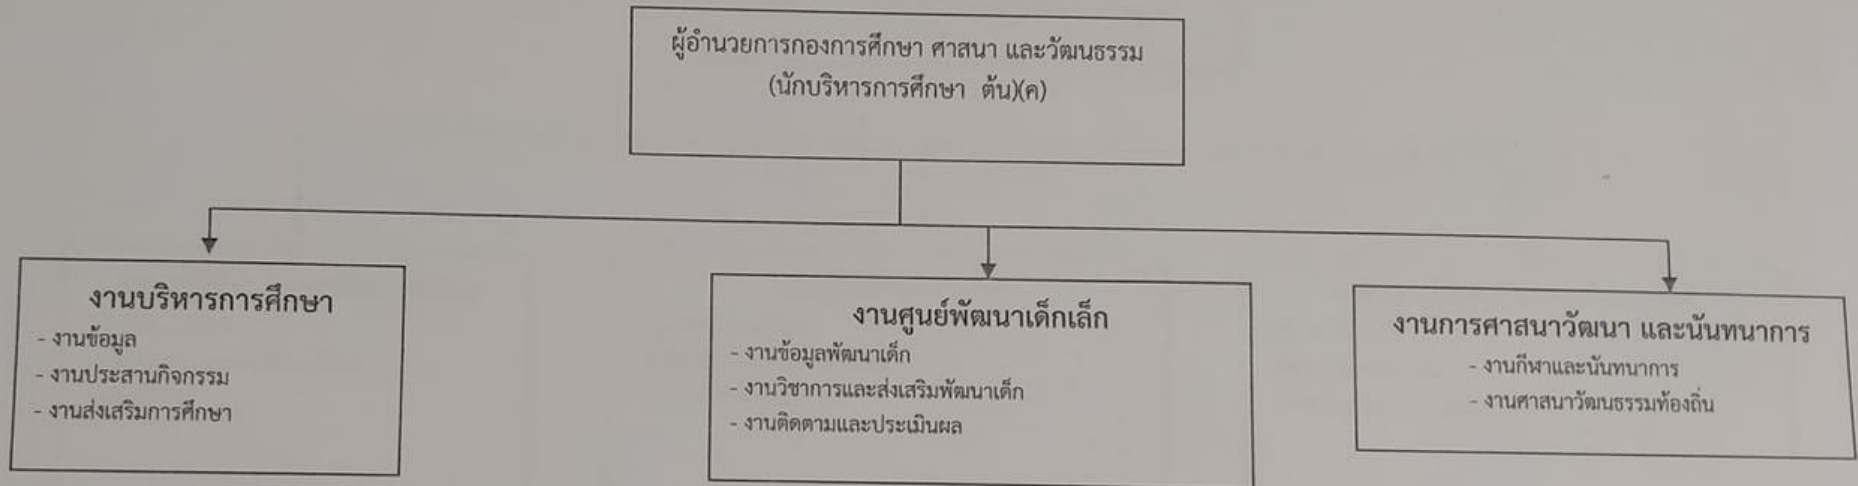 ผู้อำนวยการกองการศึกษา ศาสนา และวัฒนธรรม
(นักบริหารการศึกษา ต้น)(ค)
งานบริหารการศึกษา
- งานข้อมูล
- งานประสานกิจกรรม
- งานส่งเสริมการศึกษา
งานศูนย์พัฒนาเด็กเล็ก
- งานข้อมูลพัฒนาเด็ก
- งานวิชาการและส่งเสริมพัฒนาเด็ก
- งานติดตามและประเมินผล
งานการศาสนาวัฒนา และนันทนาการ
- งานกีฬาและนันทนาการ
- งานศาสนาวัฒนธรรมท้องถิ่น